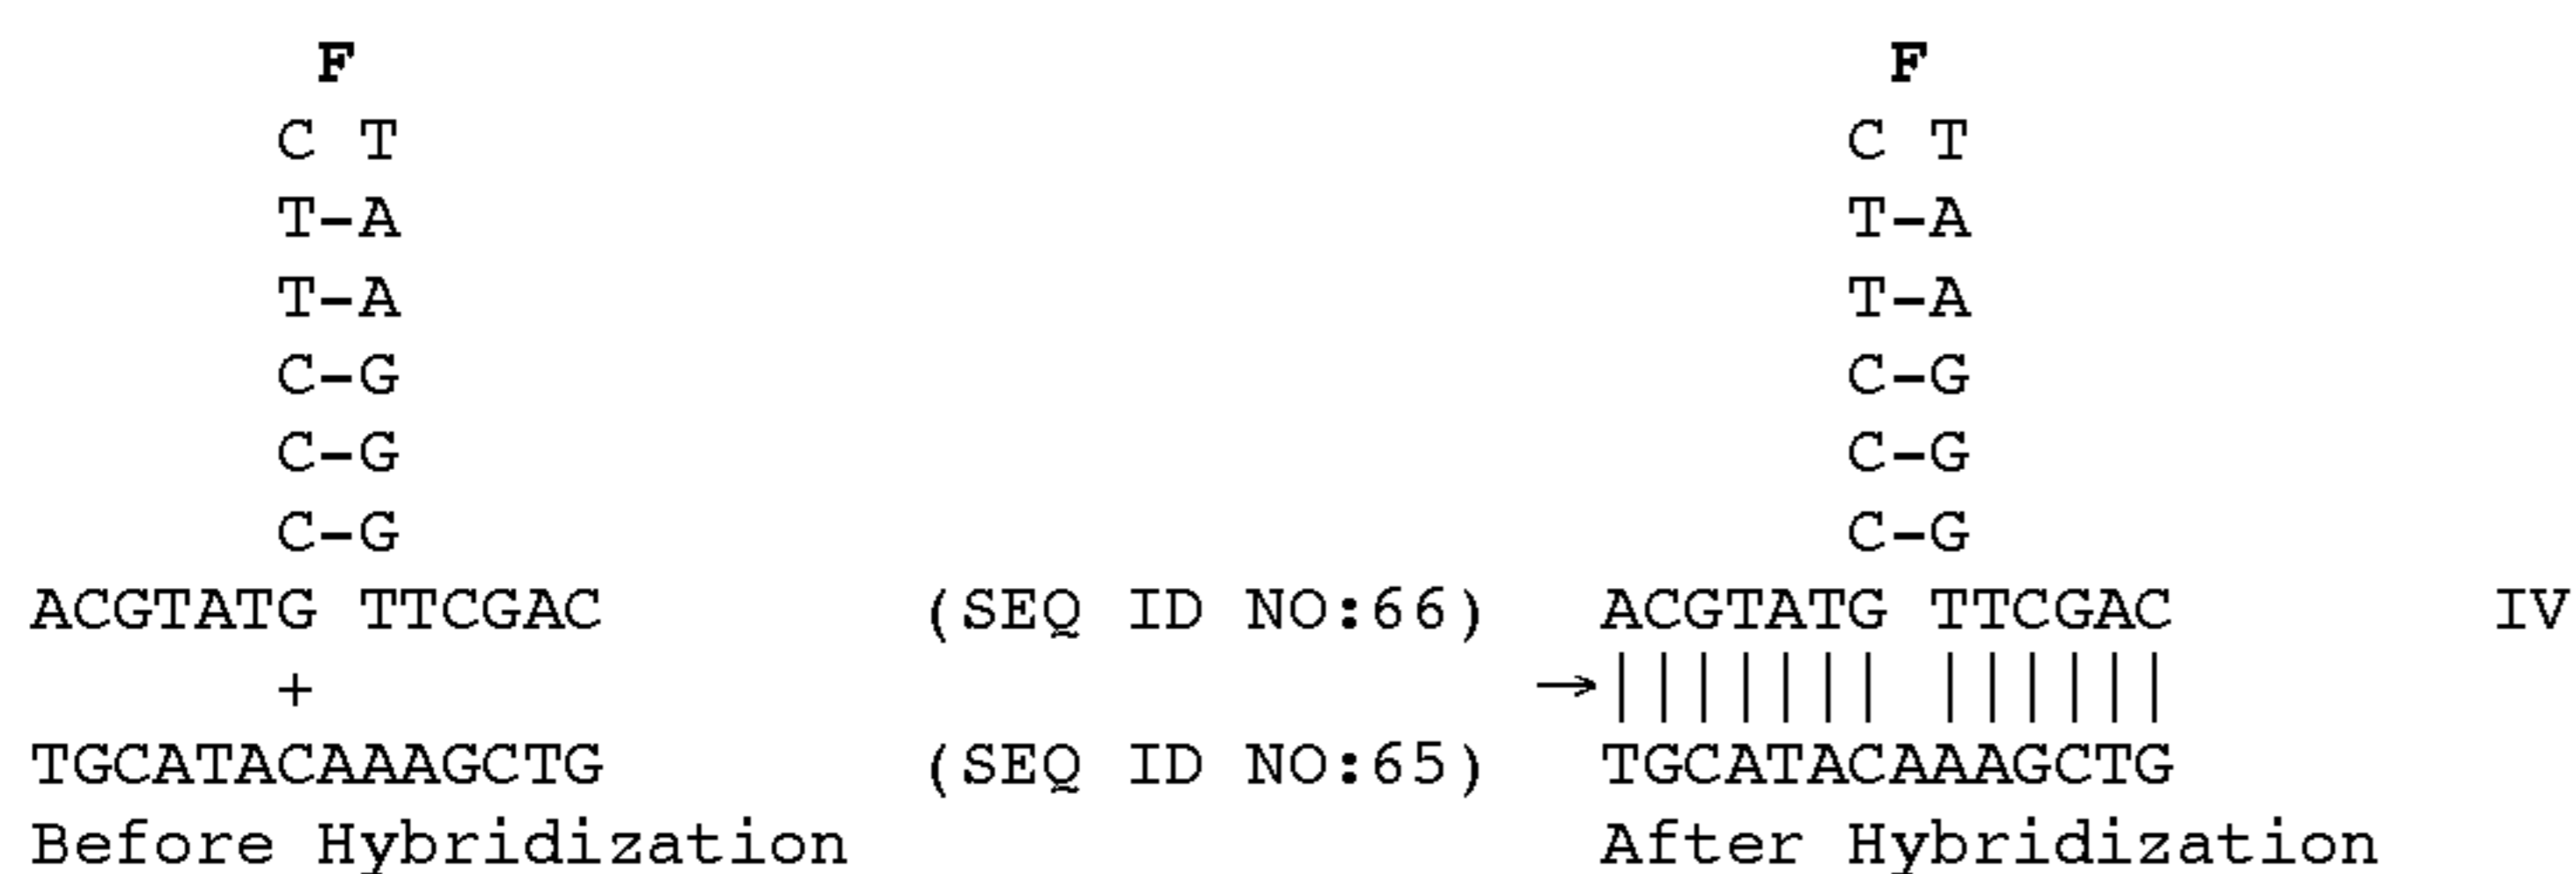 F F
C T C T
T-A T-A
T-A T-A
C-G C-G
C-G C-G
C-G C-G
ACGTATG TTCGAC (SEQ ID NO:66) ACGTATG TTCGAC IV
+ →||||||| ||||||
TGCATACAAAGCTG (SEQ ID NO:65) TGCATACAAAGCTG
Before Hybridization After Hybridization